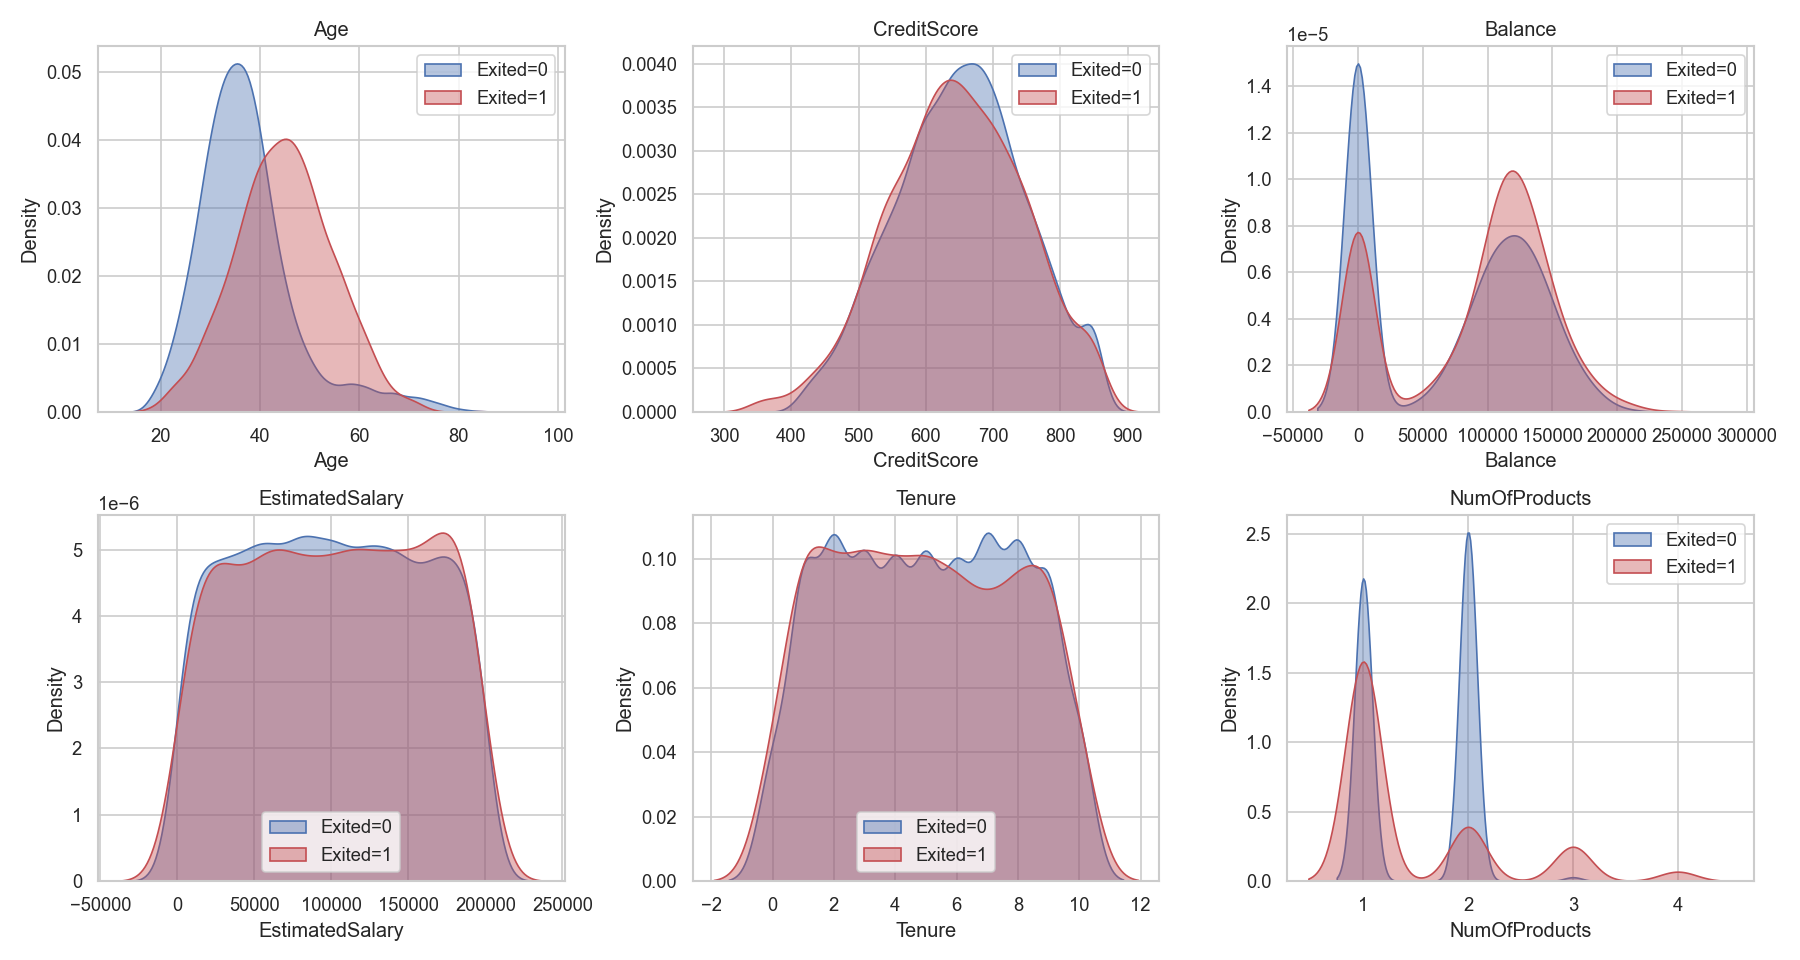 Age
CreditScore
Balance
1e−5
Density
0.05
0.04
0.03
0.02
0.01
0.00
Exited=0
Exited=1
20 40 60 80 100
Age
Density
0.0040
0.0035
0.0030
0.0025
0.0020
0.0015
0.0010
0.0005
0.0000
Exited=0
Exited=1
300 400 500 600 700 800 900
CreditScore
Density
1.4
1.2
1.0
0.8
0.6
0.4
0.2
0.0
Exited=0
Exited=1
−50000 0 50000 100000 150000 200000 250000 300000
Balance
EstimatedSalary
Tenure
NumOfProducts
1e−6
Density
5
4
3
2
1
0
Exited=0
Exited=1
−50000 0 50000 100000 150000 200000 250000
EstimatedSalary
Density
0.10
0.08
0.06
0.04
0.02
0.00
Exited=0
Exited=1
−2 0 2 4 6 8 10 12
Tenure
Density
2.5
2.0
1.5
1.0
0.5
0.0
Exited=0
Exited=1
1 2 3 4
NumOfProducts